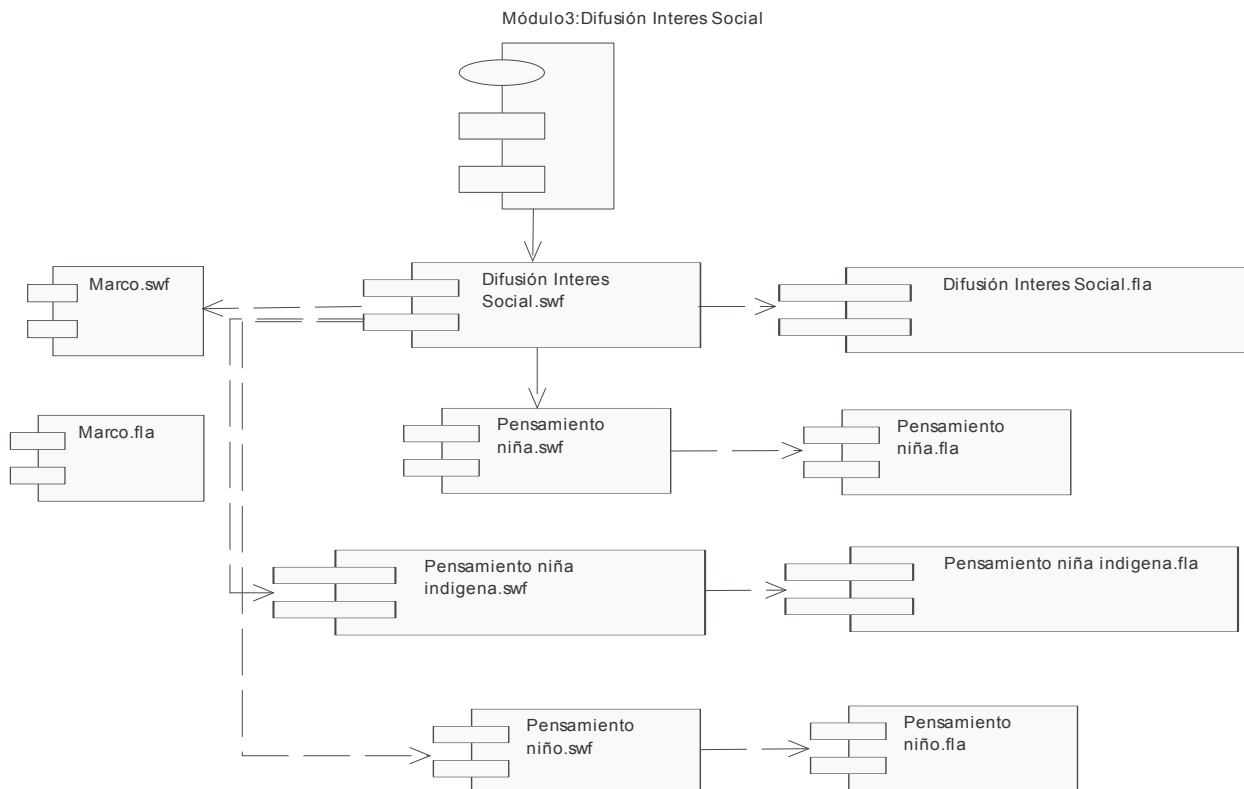 Módulo3:Difusión Interes Social
Marco.swf
Difusión Interes
Social.swf
Difusión Interes Social.fla
Marco.fla
Pensamiento
niña.swf
Pensamiento
niña.fla
Pensamiento niña
indigena.swf
Pensamiento niña indigena.fla
Pensamiento
niño.swf
Pensamiento
niño.fla